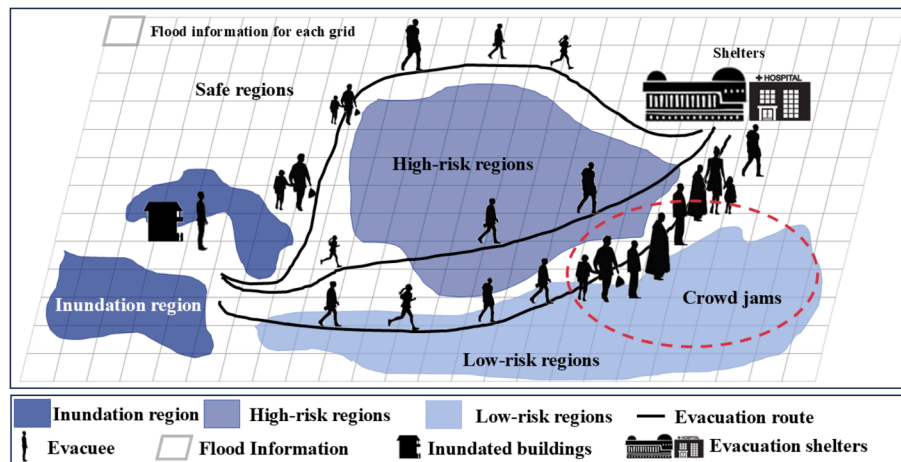 Flood information for each grid
Shelters
+ HOSPITAL
Safe regions
High-risk regions
Inundation region
Crowd jams
Low-risk regions
Inundation region
High-risk regions
Low-risk regions
Evacuation route
Evacuee
Flood Information
Inundated buildings
Evacuation shelters